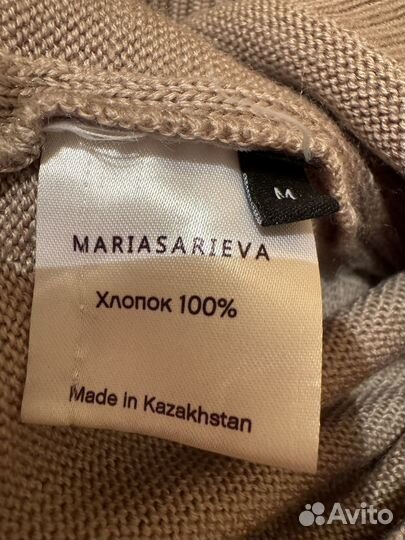 M
MARIASARIEVA
Хлопок 100%
Made in Kazakhstan
Avito